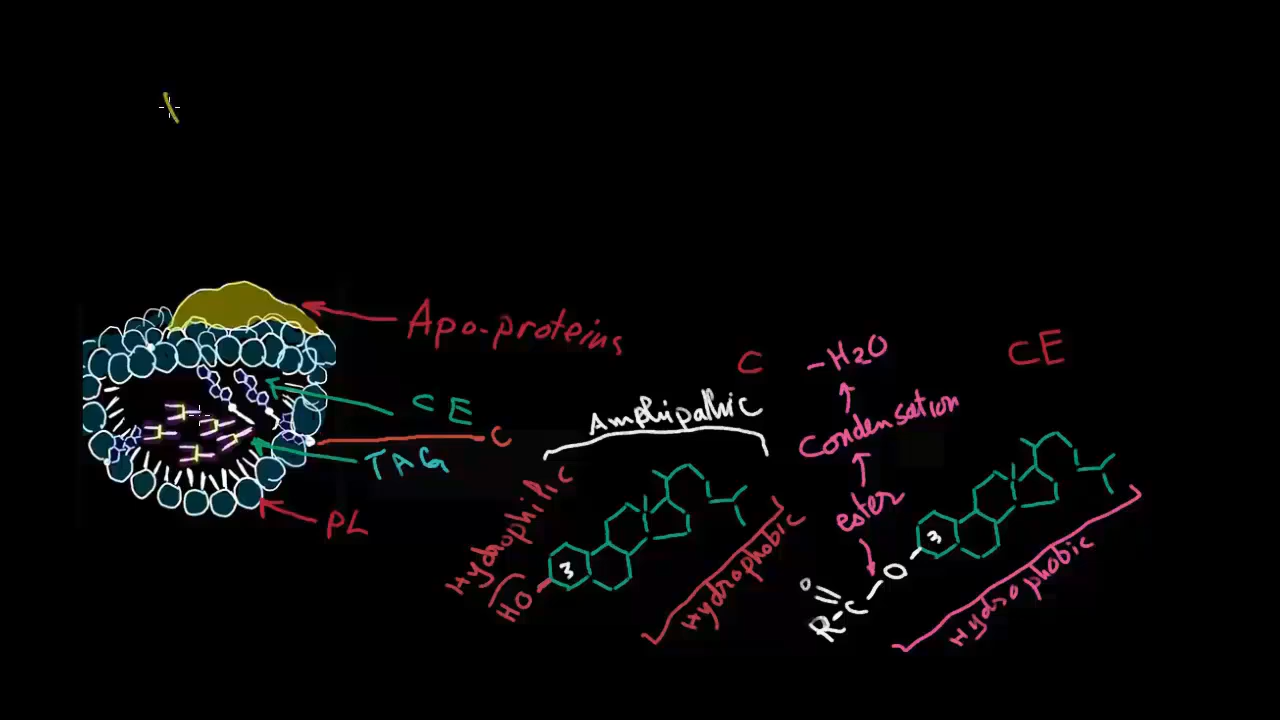 Apo-proteins
CE
C
TAG
PL
C
Amphipathic
Hydrophilic
HO
3
Hydrophobic
-H2O
Condensation
ester
CE
O
R-C
O
3
Hydrophobic